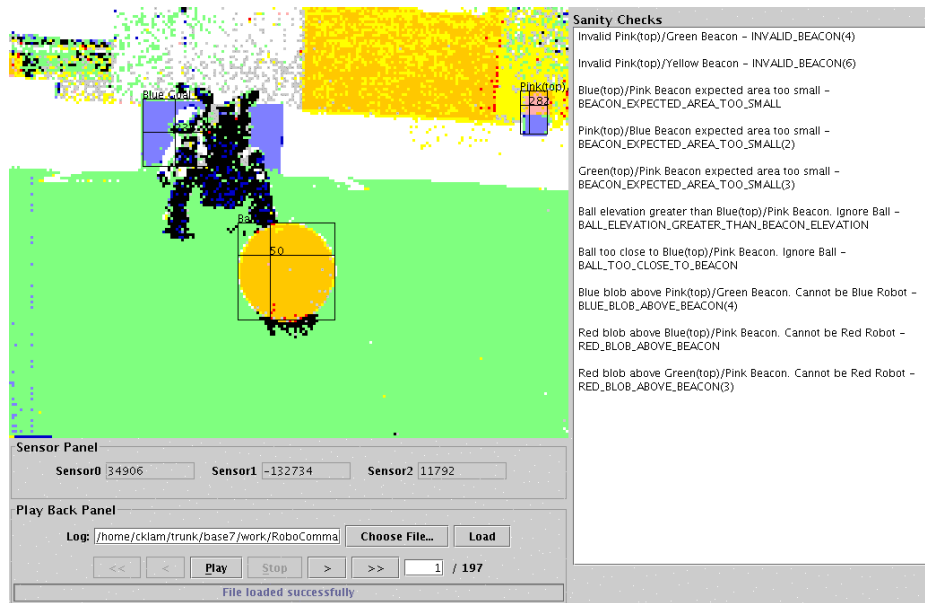 Sanity Checks
Invalid Pink(top)/Green Beacon – INVALID_BEACON(4)
Invalid Pink(top)/Yellow Beacon – INVALID_BEACON(6)
Blue(top)/Pink Beacon expected area too small –
BEACON_EXPECTED_AREA_TOO_SMALL
Pink(top)/Blue Beacon expected area too small –
BEACON_EXPECTED_AREA_TOO_SMALL(2)
Green(top)/Pink Beacon expected area too small –
BEACON_EXPECTED_AREA_TOO_SMALL(3)
Ball elevation greater than Blue(top)/Pink Beacon. Ignore Ball –
BALL_ELEVATION_GREATER_THAN_BEACON_ELEVATION
Ball too close to Blue(top)/Pink Beacon. Ignore Ball –
BALL_TOO_CLOSE_TO_BEACON
Blue blob above Pink(top)/Green Beacon. Cannot be Blue Robot –
BLUE_BLOB_ABOVE_BEACON(4)
Red blob above Blue(top)/Pink Beacon. Cannot be Red Robot –
RED_BLOB_ABOVE_BEACON
Red blob above Green(top)/Pink Beacon. Cannot be Red Robot –
RED_BLOB_ABOVE_BEACON(3)
Blue Goal
Pink(top)
282
Ba
50
Sensor Panel
Sensor0 34906 Sensor1 -132734 Sensor2 11792
Play Back Panel
Log: /home/cklam/trunk/base7/work/RoboComma Choose File... Load
<< < Play Stop > >> 1 / 197
File loaded successfully